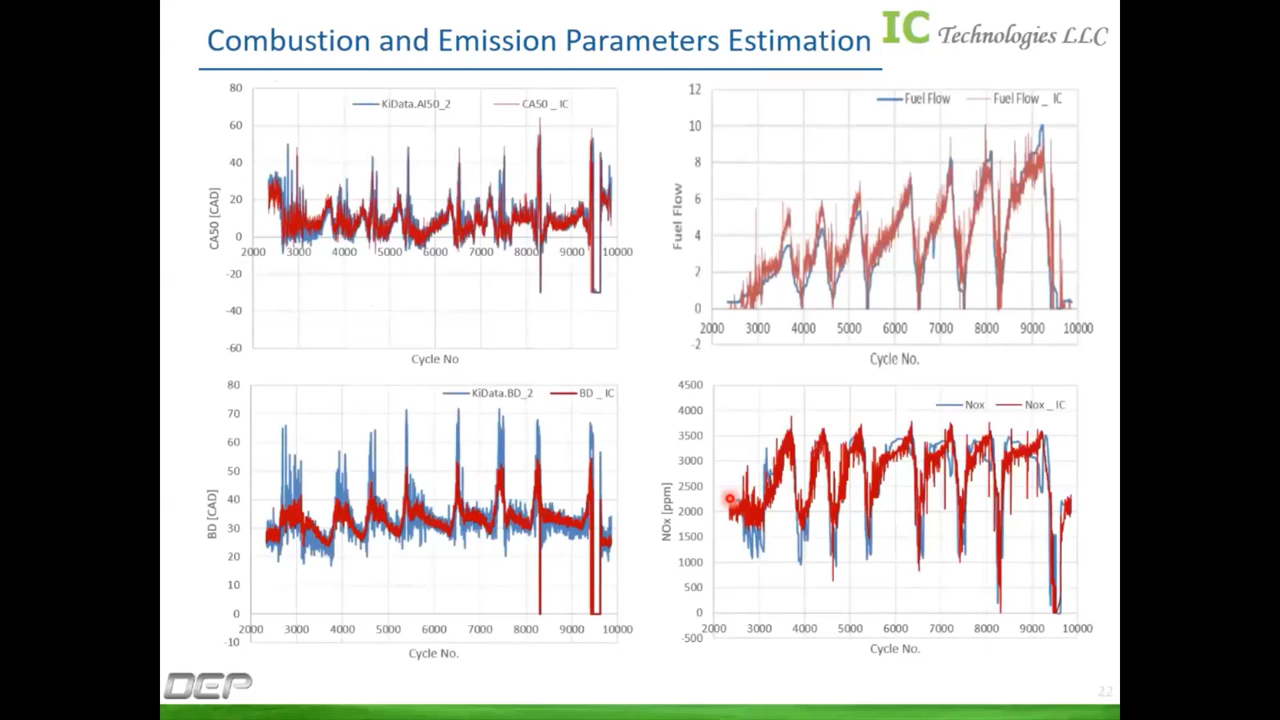 Combustion and Emission Parameters Estimation
IC Technologies LLC
80
60
40
20
0
-20
-40
-60
CA50 [CAD]
KiData.AI50_2
CA50 _ IC
2000 3000 4000 5000 6000 7000 8000 9000 10000
Cycle No
12
10
8
6
4
2
0
-2
Fuel Flow
Fuel Flow
Fuel Flow _ IC
2000 3000 4000 5000 6000 7000 8000 9000 10000
Cycle No.
80
70
60
50
40
30
20
10
0
-10
BD [CAD]
KiData.BD_2
BD _ IC
2000 3000 4000 5000 6000 7000 8000 9000 10000
Cycle No.
4500
4000
3500
3000
2500
2000
1500
1000
500
0
-500
NOx [ppm]
Nox
Nox _ IC
2000 3000 4000 5000 6000 7000 8000 9000 10000
Cycle No.
DEP
22